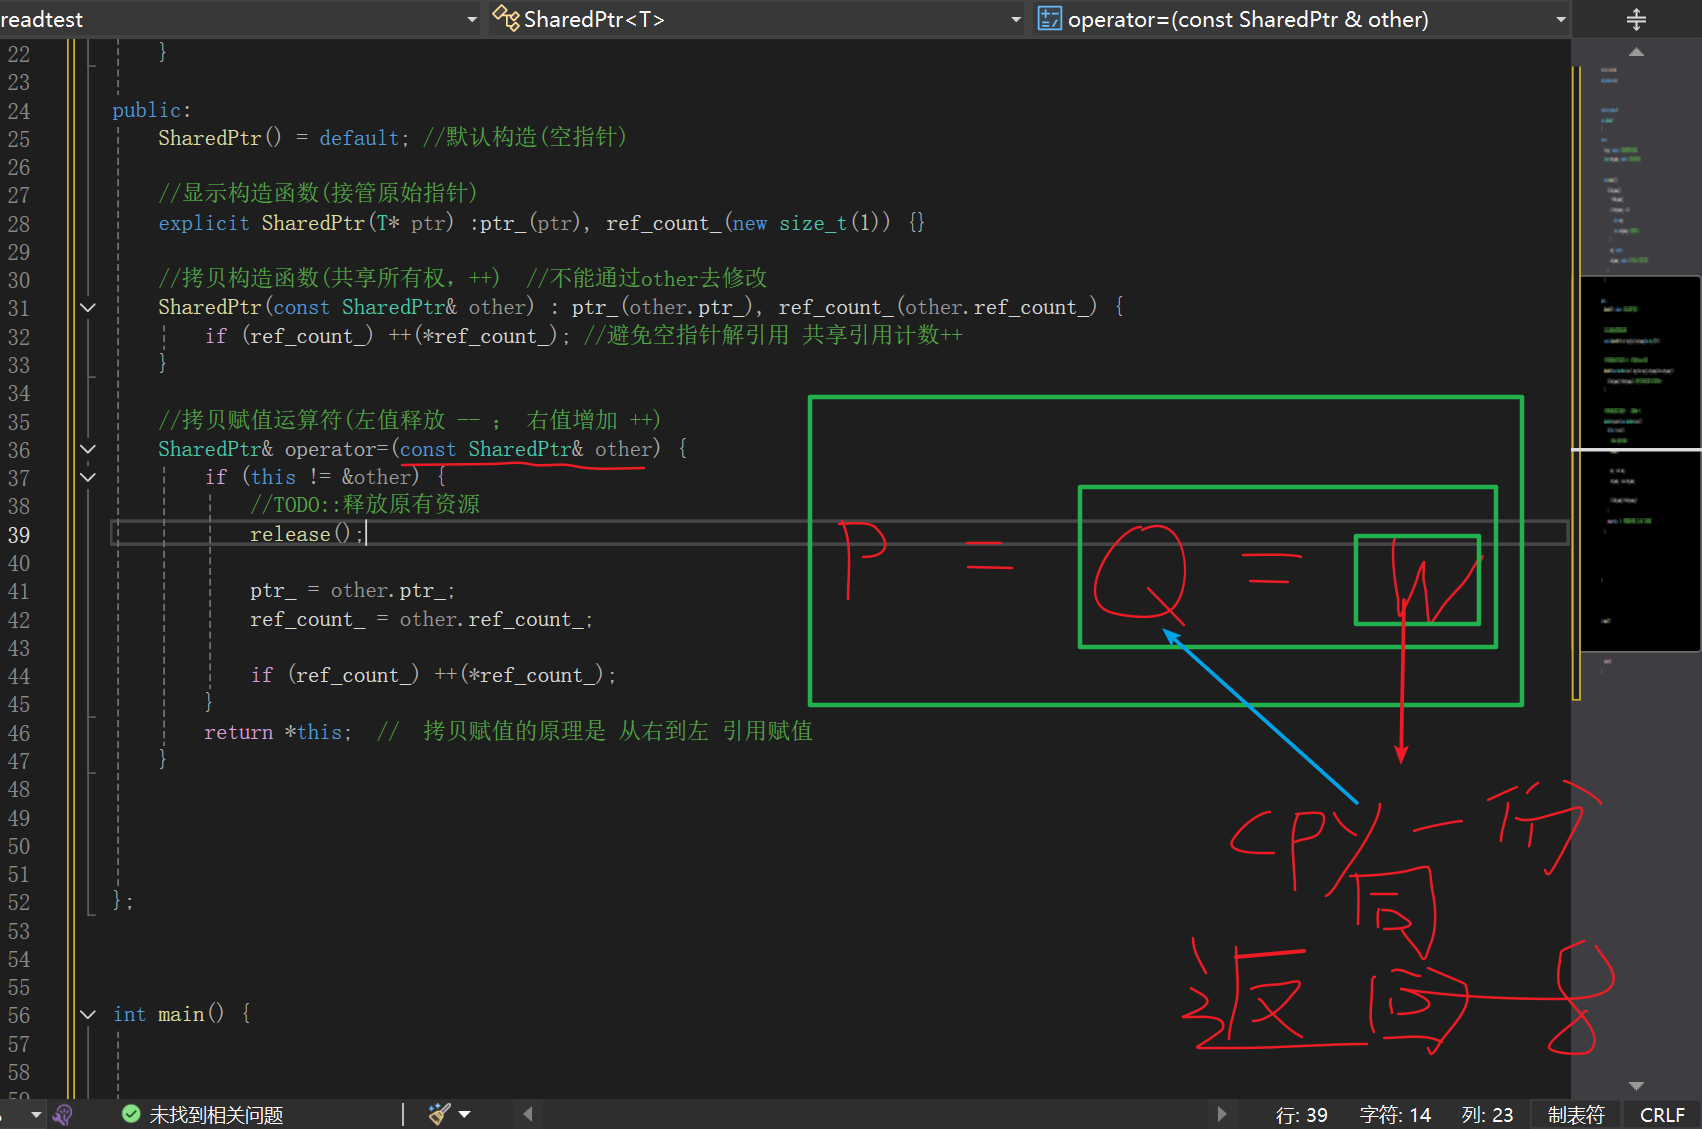 readtest
SharedPtr<T>
operator=(const SharedPtr & other)
22 }
23
24 public:
25 SharedPtr() = default; //默认构造(空指针)
26
27 //显示构造函数(接管原始指针)
28 explicit SharedPtr(T* ptr) :ptr_(ptr), ref_count_(new size_t(1)) {}
29
30 //拷贝构造函数(共享所有权，++) //不能通过other去修改
31 SharedPtr(const SharedPtr& other) : ptr_(other.ptr_), ref_count_(other.ref_count_) {
32 if (ref_count_) ++(*ref_count_); //避免空指针解引用 共享引用计数++
33 }
34
35 //拷贝赋值运算符(左值释放 -- ； 右值增加 ++)
36 SharedPtr& operator=(const SharedPtr& other) {
37 if (this != &other) {
38 //TODO::释放原有资源
39 release();
40
41 ptr_ = other.ptr_;
42 ref_count_ = other.ref_count_;
43
44 if (ref_count_) ++(*ref_count_);
45 }
46 return *this; // 拷贝赋值的原理是 从右到左 引用赋值
47 }
48
49
50
51
52 };
53
54
55
56 int main() {
57
58
59
P = Q = W
CPY 一份
返回
未找到相关问题
行: 39
字符: 14
列: 23
制表符
CRLF